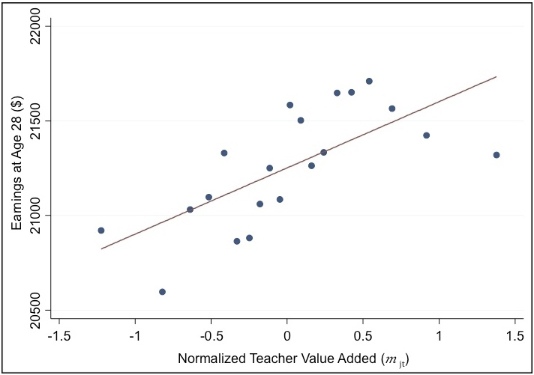 Earnings at Age 28 ($)
22000
21500
21000
20500
-1.5 -1 -0.5 0 0.5 1 1.5
Normalized Teacher Value Added (m jt)